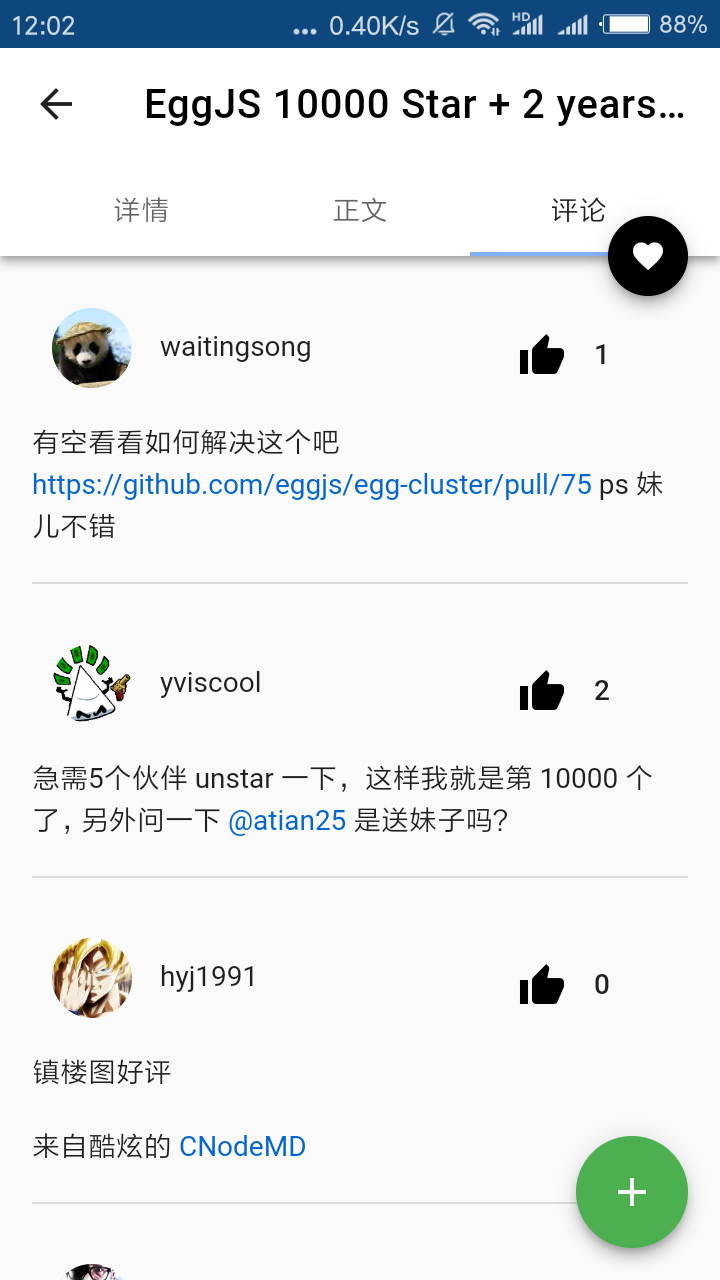 12:02 ... 0.40K/s HD 88%
EggJS 10000 Star + 2 years...
详情 正文 评论
waitingsong 1
有空看看如何解决这个吧
https://github.com/eggjs/egg-cluster/pull/75 ps 妹
儿不错
yviscool 2
急需5个伙伴 unstar 一下，这样我就是第 10000 个
了, 另外问一下 @atian25 是送妹子吗?
hyj1991 0
镇楼图好评
来自酷炫的 CNodeMD